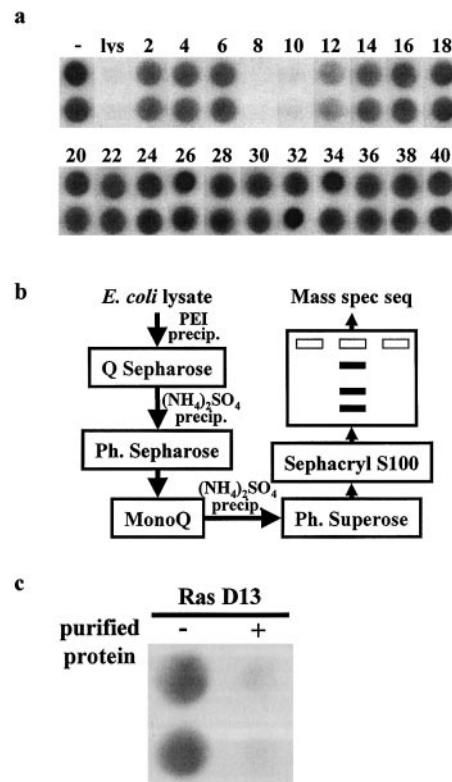 a
- lys 2 4 6 8 10 12 14 16 18
20 22 24 26 28 30 32 34 36 38 40
b
E. coli lysate
Mass spec seq
PEI
precip.
Q Sepharose
(NH4)2SO4
precip.
Ph. Sepharose
Sephacryl S100
(NH4)2SO4
precip.
MonoQ
Ph. Superose
c
Ras D13
purified - +
protein